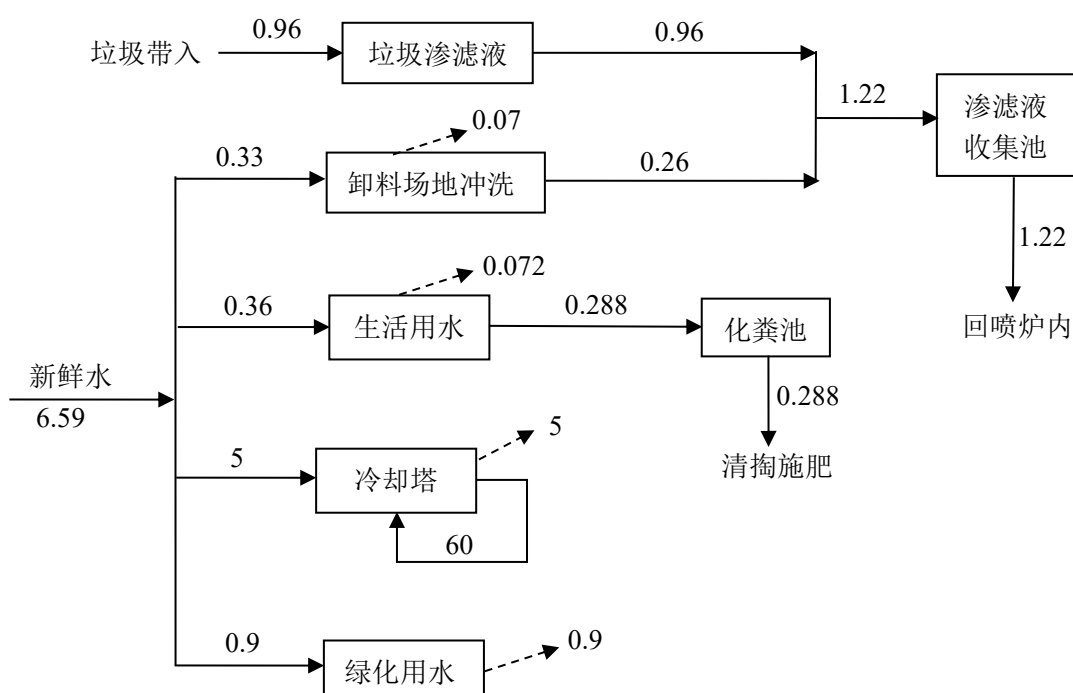 垃圾带入
0.96
垃圾渗滤液
0.96
1.22
渗滤液
收集池
0.07
0.33
卸料场地冲洗
0.26
1.22
回喷炉内
0.072
0.36
生活用水
0.288
化粪池
0.288
清掏施肥
新鲜水
6.59
5
冷却塔
5
60
0.9
绿化用水
0.9